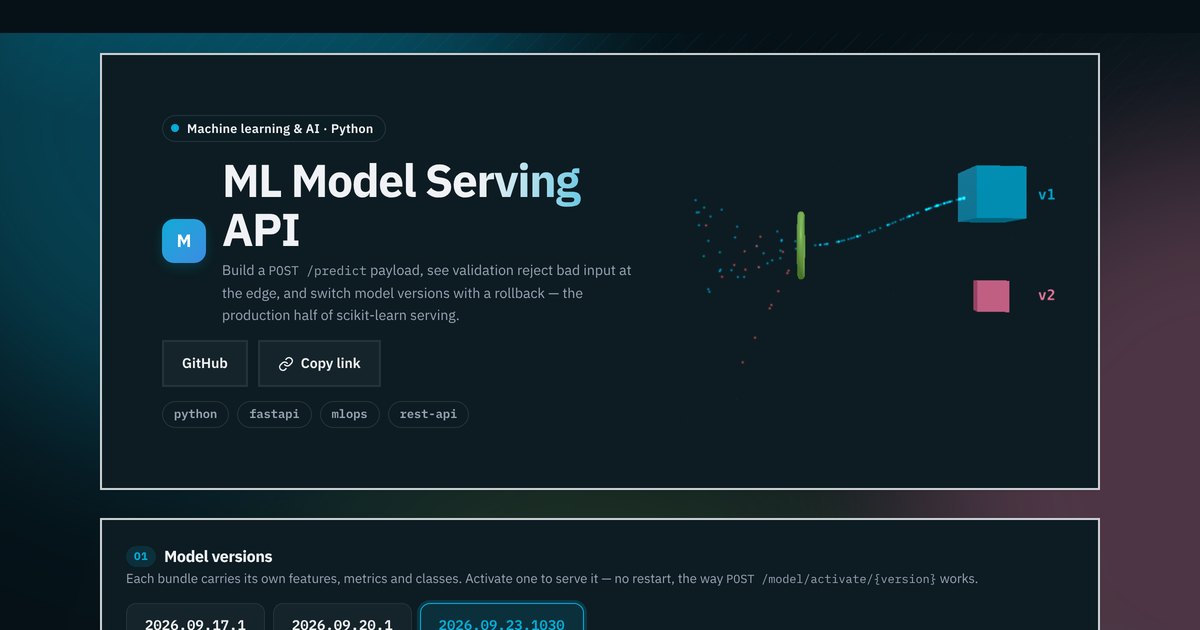 Machine learning & AI · Python
ML Model Serving
API
M
Build a POST /predict payload, see validation reject bad input at
the edge, and switch model versions with a rollback — the
production half of scikit-learn serving.
GitHub
Copy link
python
fastapi
mlops
rest-api
v1
v2
01
Model versions
Each bundle carries its own features, metrics and classes. Activate one to serve it — no restart, the way POST /model/activate/{version} works.
2026.09.17.1
2026.09.20.1
2026.09.23.1030